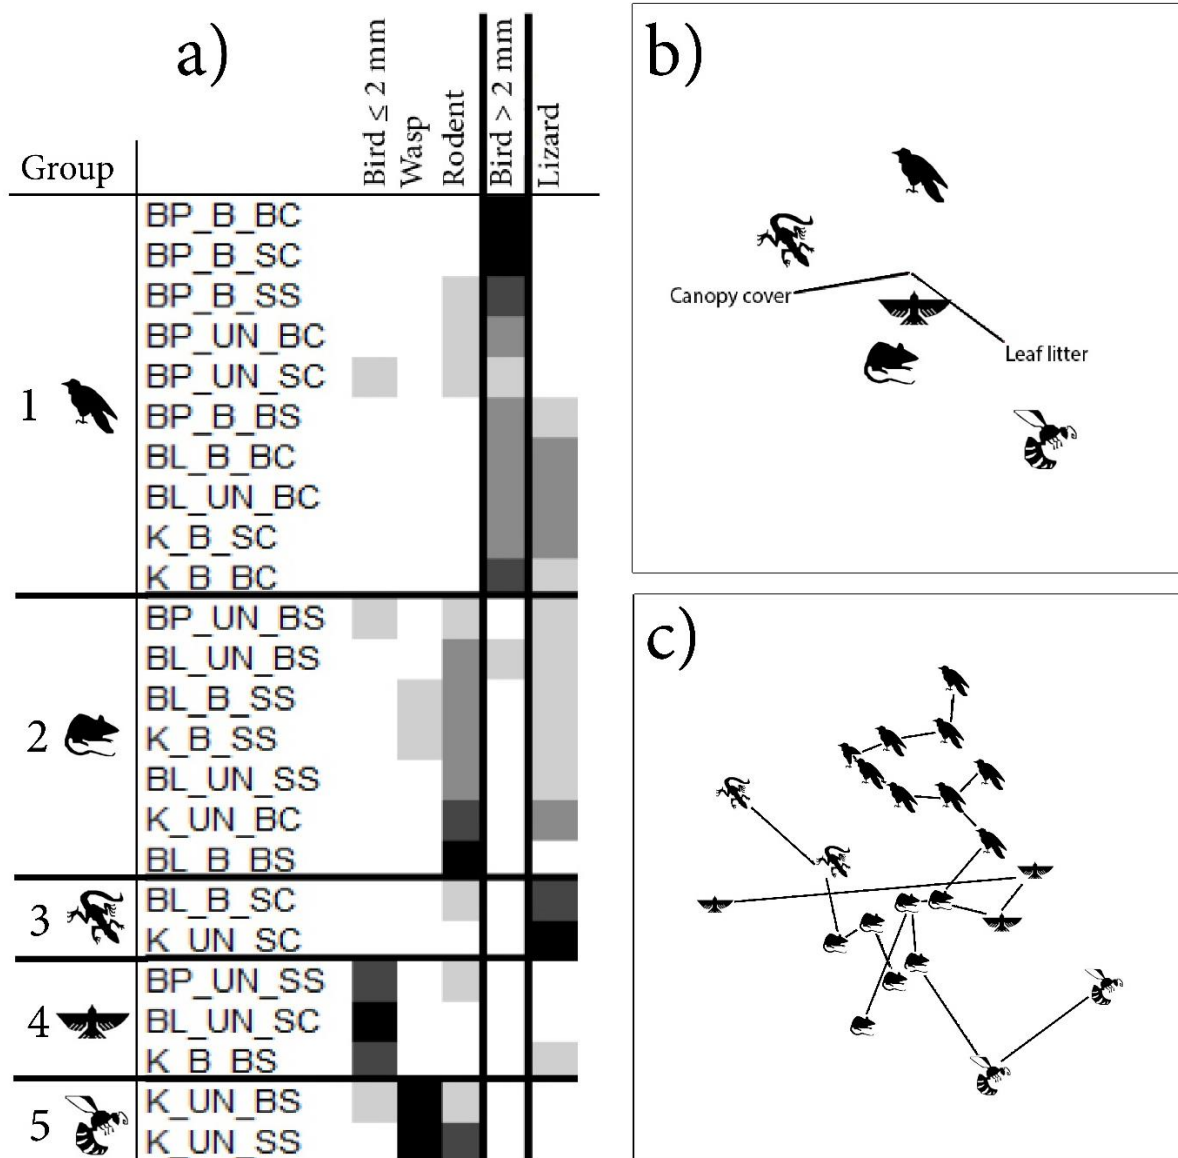 a)
Bird ≤ 2 mm
Wasp
Rodent
Bird > 2 mm
Lizard
Group
1
BP_B_BC
BP_B_SC
BP_B_SS
BP_UN_BC
BP_UN_SC
BP_B_BS
BL_B_BC
BL_UN_BC
K_B_SC
K_B_BC
2
BP_UN_BS
BL_UN_BS
BL_B_SS
K_B_SS
BL_UN_SS
K_UN_BC
BL_B_BS
3
BL_B_SC
K_UN_SC
4
BP_UN_SS
BL_UN_SC
K_B_BS
5
K_UN_BS
K_UN_SS
b)
Canopy cover
Leaf litter
c)